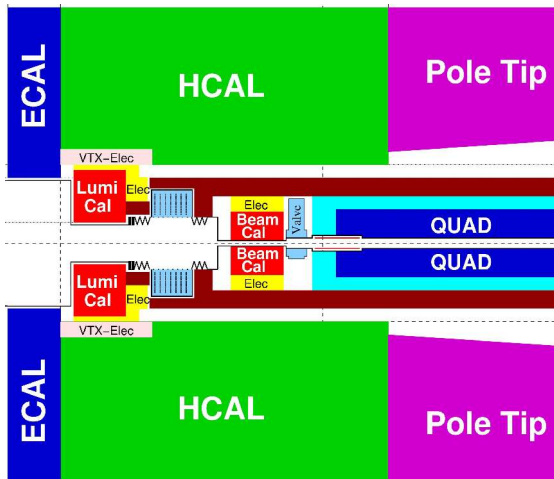 ECAL
HCAL
Pole Tip
VTX-Elec
Lumi
Cal
Elec
Elec
Beam
Cal
Valve
QUAD
QUAD
Beam
Cal
Elec
Lumi
Cal
Elec
VTX-Elec
ECAL
HCAL
Pole Tip